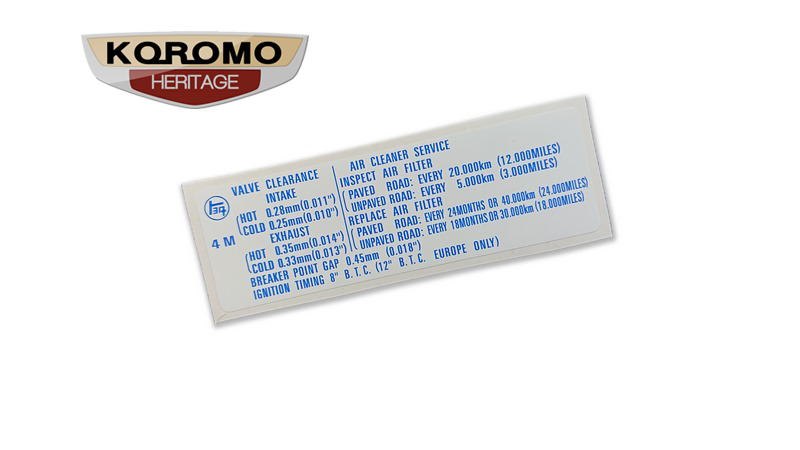 KOROMO
HERITAGE
VALVE CLEARANCE
INTAKE
HOT 0.28mm(0.011")
COLD 0.25mm(0.010")
EXHAUST
4M
HOT 0.35mm(0.014")
COLD 0.33mm(0.013")
BREAKER POINT GAP 0.45mm (0.018")
IGNITION TIMING 8° B.T.C. (12° B.T.C. EUROPE ONLY)
AIR CLEANER SERVICE
INSPECT AIR FILTER
PAVED ROAD: EVERY 20.000km (12.000MILES)
UNPAVED ROAD: EVERY 5.000km (3.000MILES)
REPLACE AIR FILTER
PAVED ROAD: EVERY 24MONTHS OR 40.000km (24.000MILES)
UNPAVED ROAD: EVERY 18MONTHS OR 30.000km (18.000MILES)